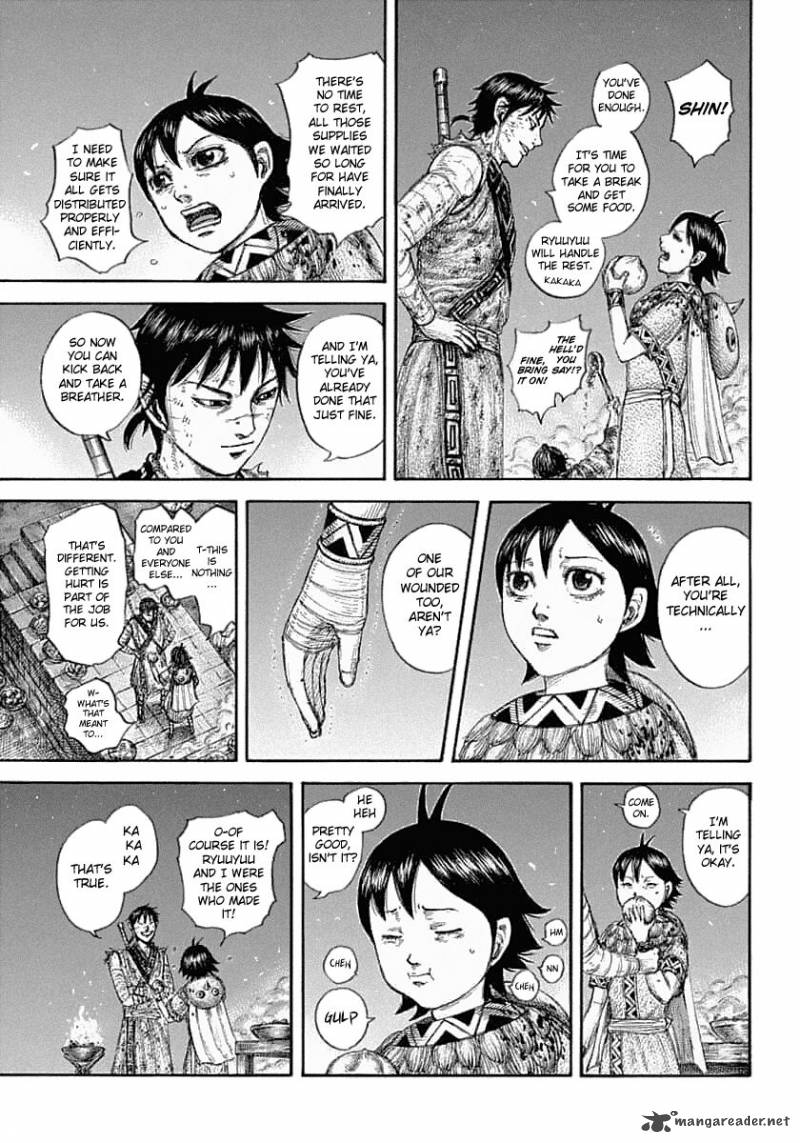 SHIN!
YOU'VE
DONE
ENOUGH.
IT'S TIME
FOR YOU TO
TAKE A BREAK
AND GET
SOME FOOD.
RYUUYUU
WILL HANDLE
THE REST.
KAKAKA
THE
HELL'D
YOU
SAY!?
FINE,
BRING
IT ON!
THERE'S
NO TIME
TO REST,
ALL THOSE
SUPPLIES
WE WAITED
SO LONG
FOR HAVE
FINALLY
ARRIVED.
I NEED
TO MAKE
SURE IT
ALL GETS
DISTRIBUTED
PROPERLY
AND EFFI-
CIENTLY.
AND I'M
TELLING YA,
YOU'VE
ALREADY
DONE THAT
JUST FINE.
SO NOW
YOU CAN
KICK BACK
AND TAKE A
BREATHER.
AFTER ALL,
YOU'RE
TECHNICALLY
...
ONE
OF OUR
WOUNDED
TOO,
AREN'T
YA?
T-THIS
IS
NOTHING
...
COMPARED
TO YOU
AND
EVERYONE
ELSE...
THAT'S
DIFFERENT.
GETTING
HURT IS
PART OF
THE JOB
FOR US.
W-
WHAT'S
THAT
MEANT
TO...
I'M
TELLING
YA, IT'S
OKAY.
COME
ON.
HM
NN
CHEH
HE
HEH
PRETTY
GOOD,
ISN'T IT?
CHEH
GULP
O-OF
COURSE IT IS!
RYUUYUU
AND I WERE
THE ONES
WHO MADE
IT!
KA
KA
KA
THAT'S
TRUE.
mangareader.net